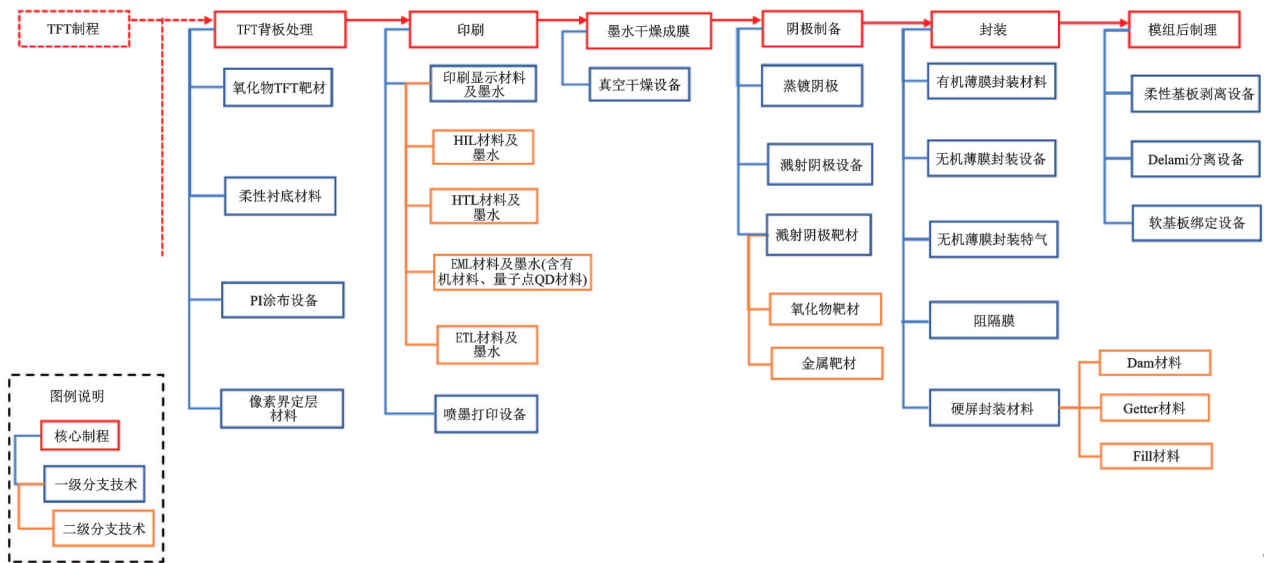 TFT制程
TFT背板处理
印刷
墨水干燥成膜
阴极制备
封装
模组后制理
氧化物TFT靶材
柔性衬底材料
PI涂布设备
像素界定层
材料
印刷显示材料
及墨水
HIL材料及
墨水
HTL材料及
墨水
EML材料及墨水(含有
机材料、量子点QD材料)
ETL材料及
墨水
喷墨打印设备
真空干燥设备
蒸镀阴极
溅射阴极设备
溅射阴极靶材
氧化物靶材
金属靶材
有机薄膜封装材料
无机薄膜封装设备
无机薄膜封装特气
阻隔膜
硬屏封装材料
Dam材料
Getter材料
Fill材料
柔性基板剥离设备
Delami分离设备
软基板绑定设备
图例说明
核心制程
一级分支技术
二级分支技术